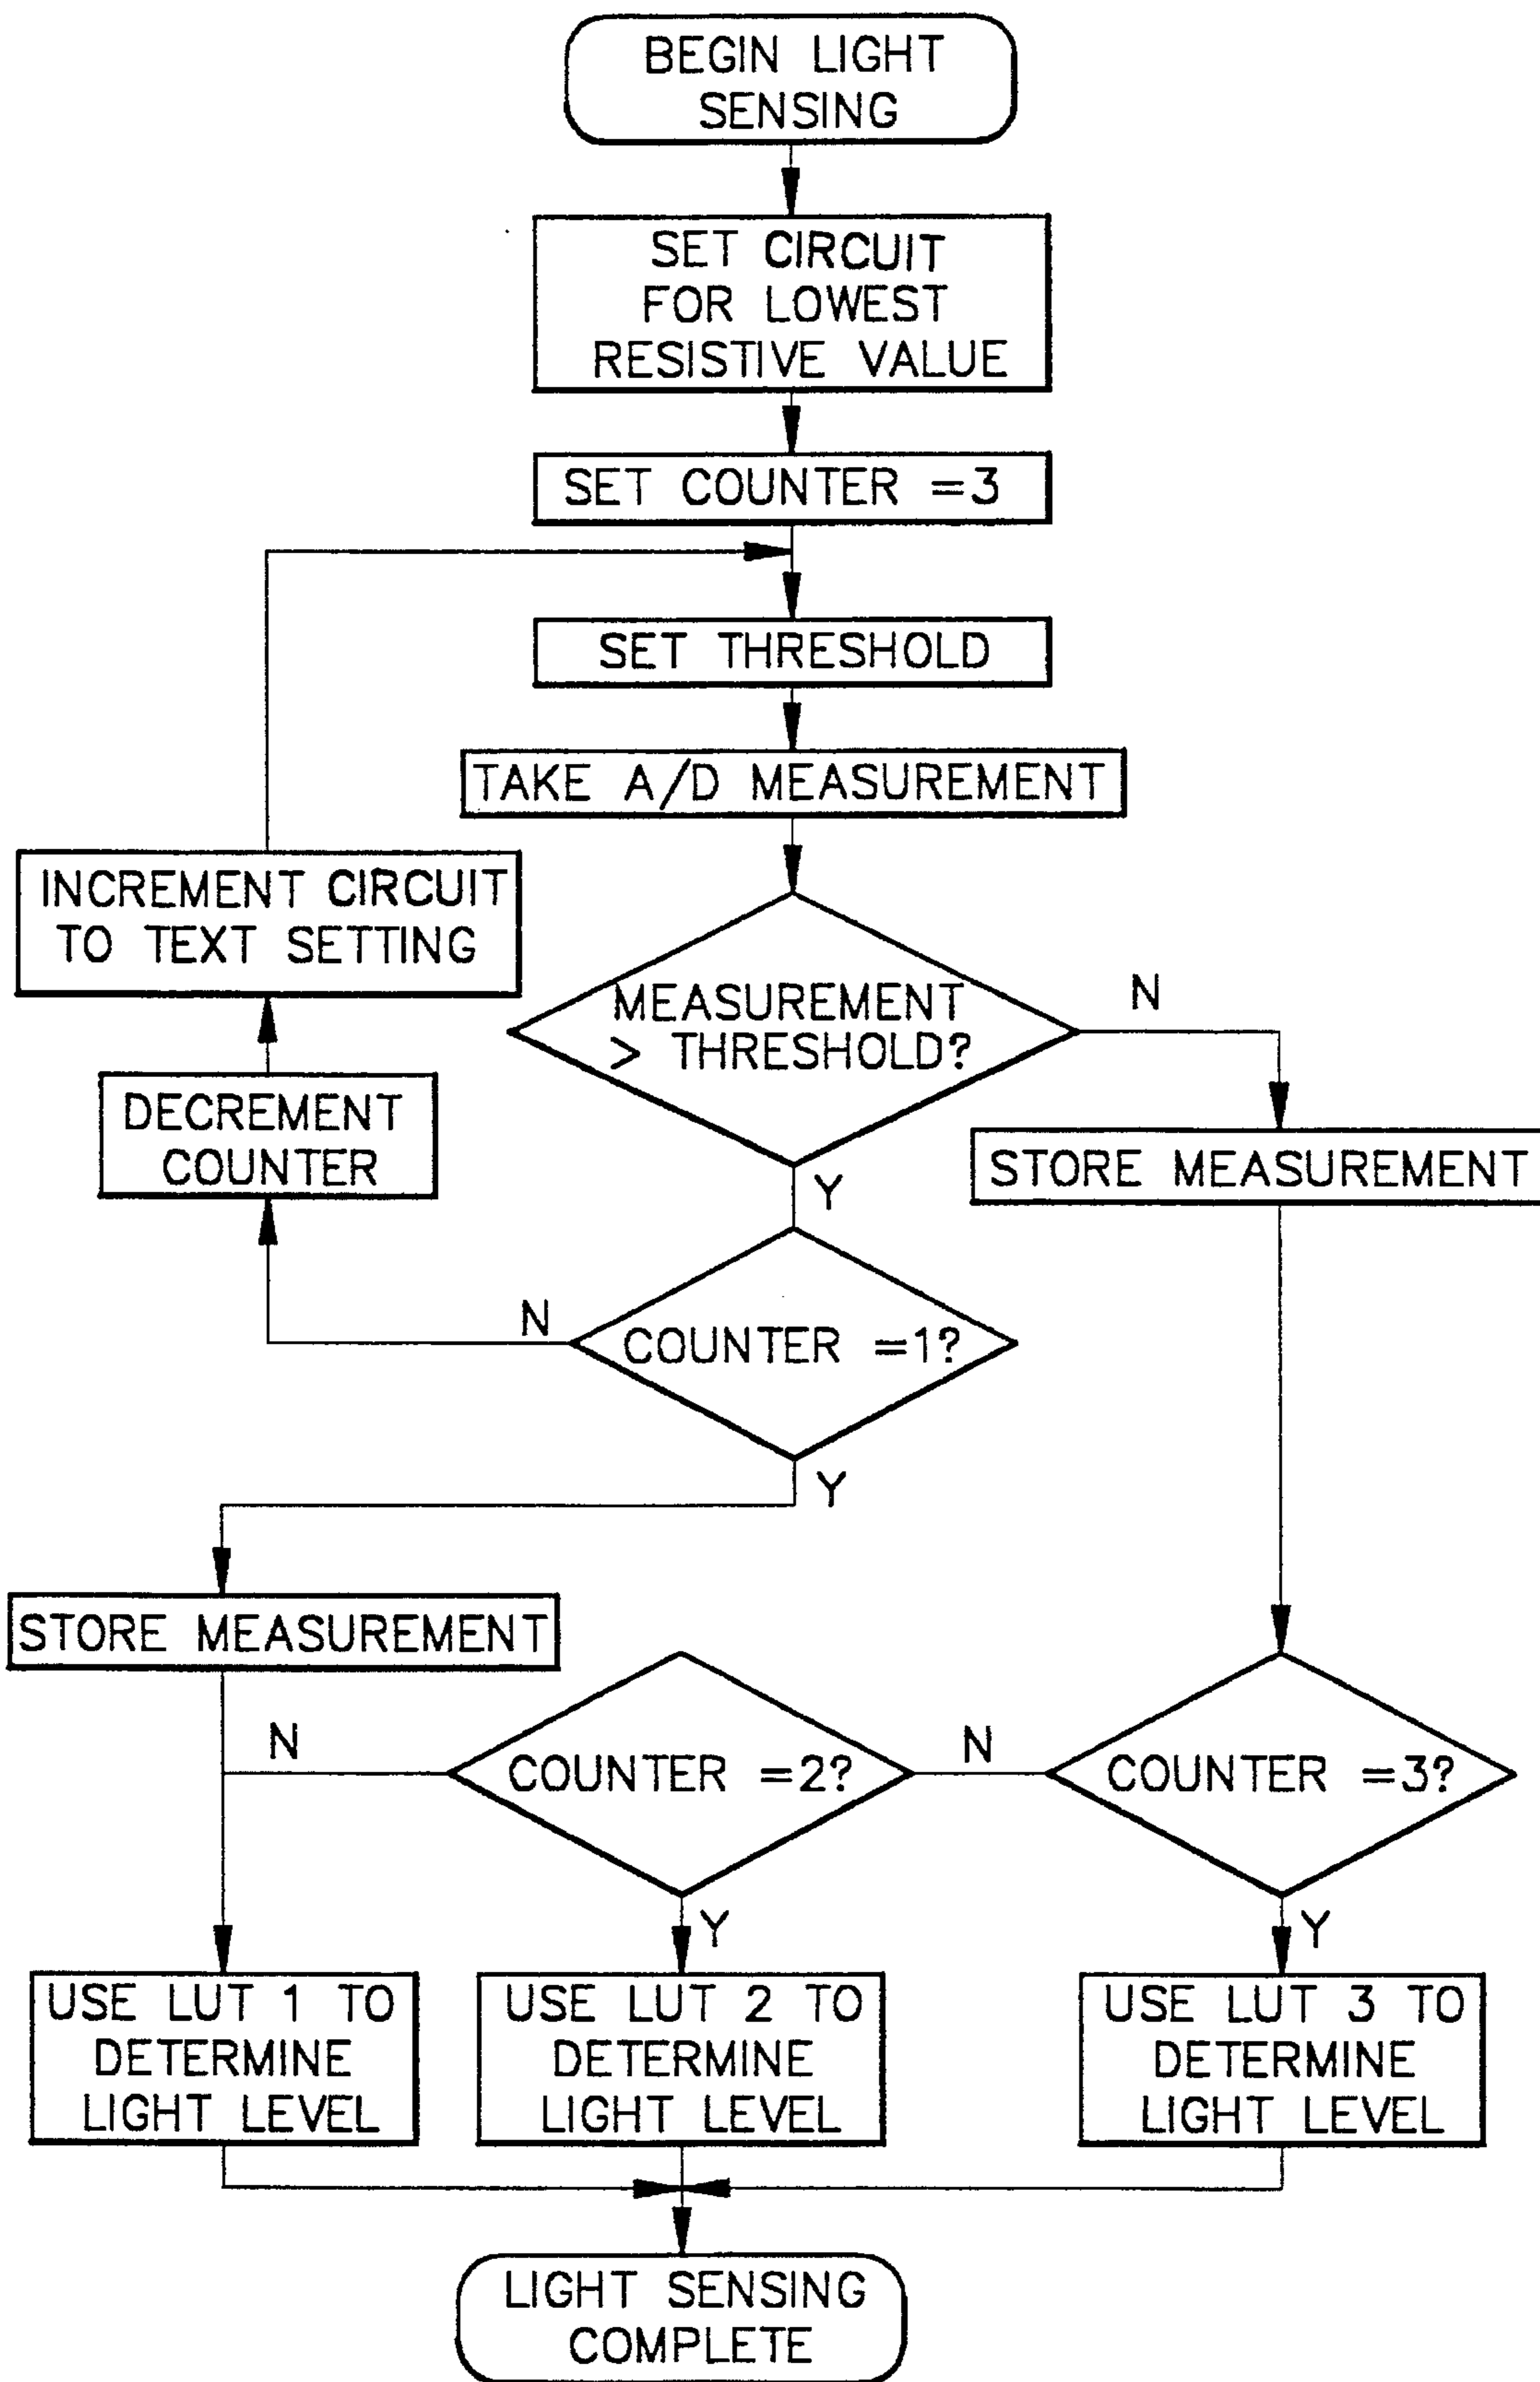 BEGIN LIGHT
SENSING
SET CIRCUIT
FOR LOWEST
RESISTIVE VALUE
SET COUNTER =3
SET THRESHOLD
TAKE A/D MEASUREMENT
INCREMENT CIRCUIT
TO TEXT SETTING
MEASUREMENT
> THRESHOLD?
N
Y
DECREMENT
COUNTER
STORE MEASUREMENT
COUNTER =1?
N
Y
STORE MEASUREMENT
N
COUNTER =2?
N
COUNTER =3?
Y
Y
USE LUT 1 TO
DETERMINE
LIGHT LEVEL
USE LUT 2 TO
DETERMINE
LIGHT LEVEL
USE LUT 3 TO
DETERMINE
LIGHT LEVEL
LIGHT SENSING
COMPLETE